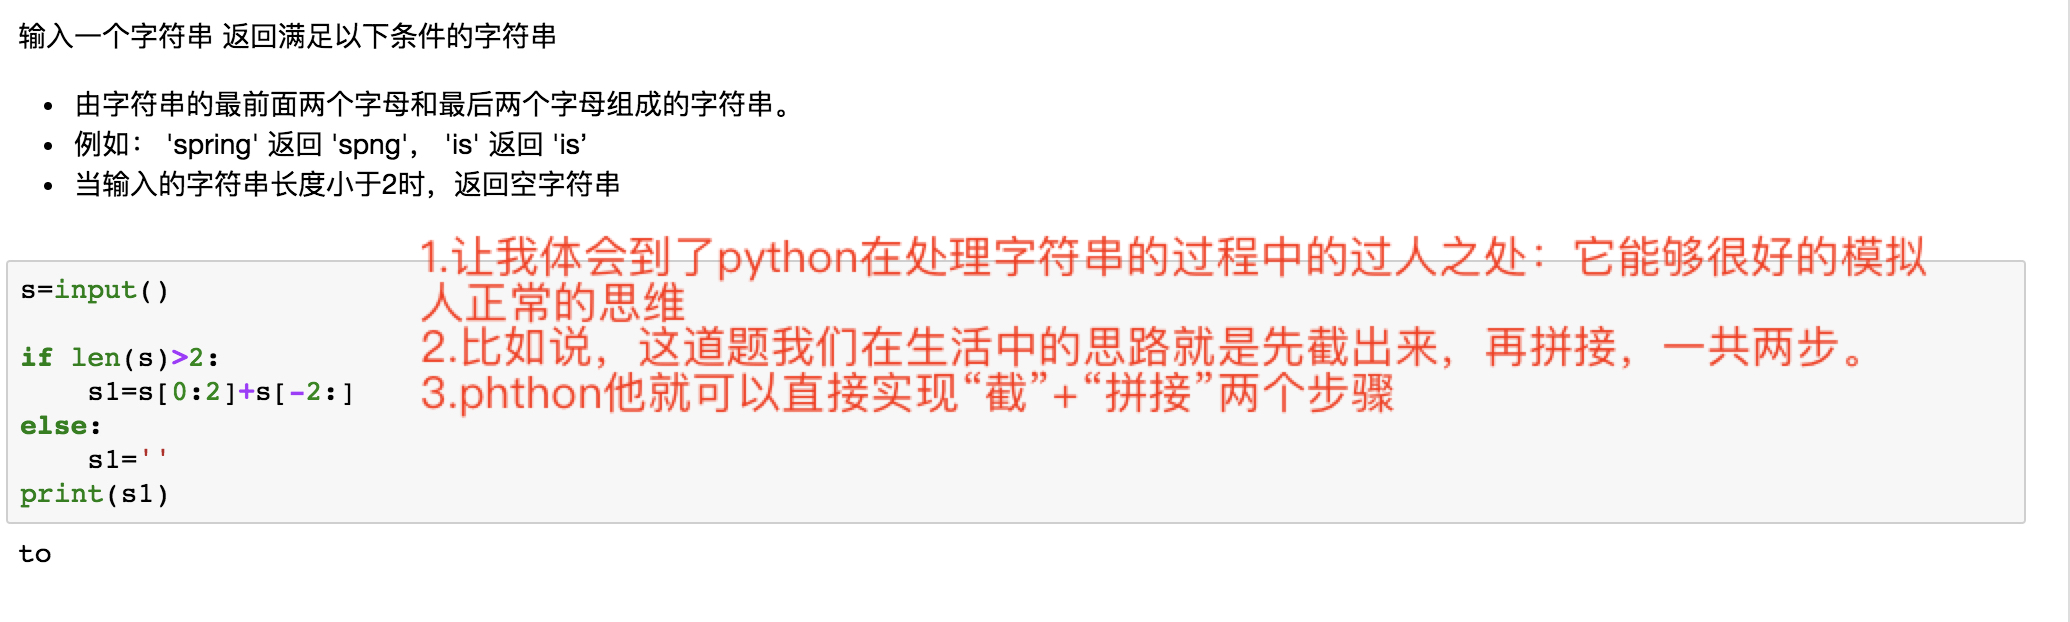 输入一个字符串 返回满足以下条件的字符串
• 由字符串的最前面两个字母和最后两个字母组成的字符串。
• 例如： 'spring' 返回 'spng'， 'is' 返回 'is’
• 当输入的字符串长度小于2时，返回空字符串
1.让我体会到了python在处理字符串的过程中的过人之处：它能够很好的模拟
人正常的思维
2.比如说，这道题我们在生活中的思路就是先截出来，再拼接，一共两步。
3.phthon他就可以直接实现“截”+“拼接”两个步骤
s=input()
if len(s)>2:
    s1=s[0:2]+s[-2:]
else:
    s1=''
print(s1)
to